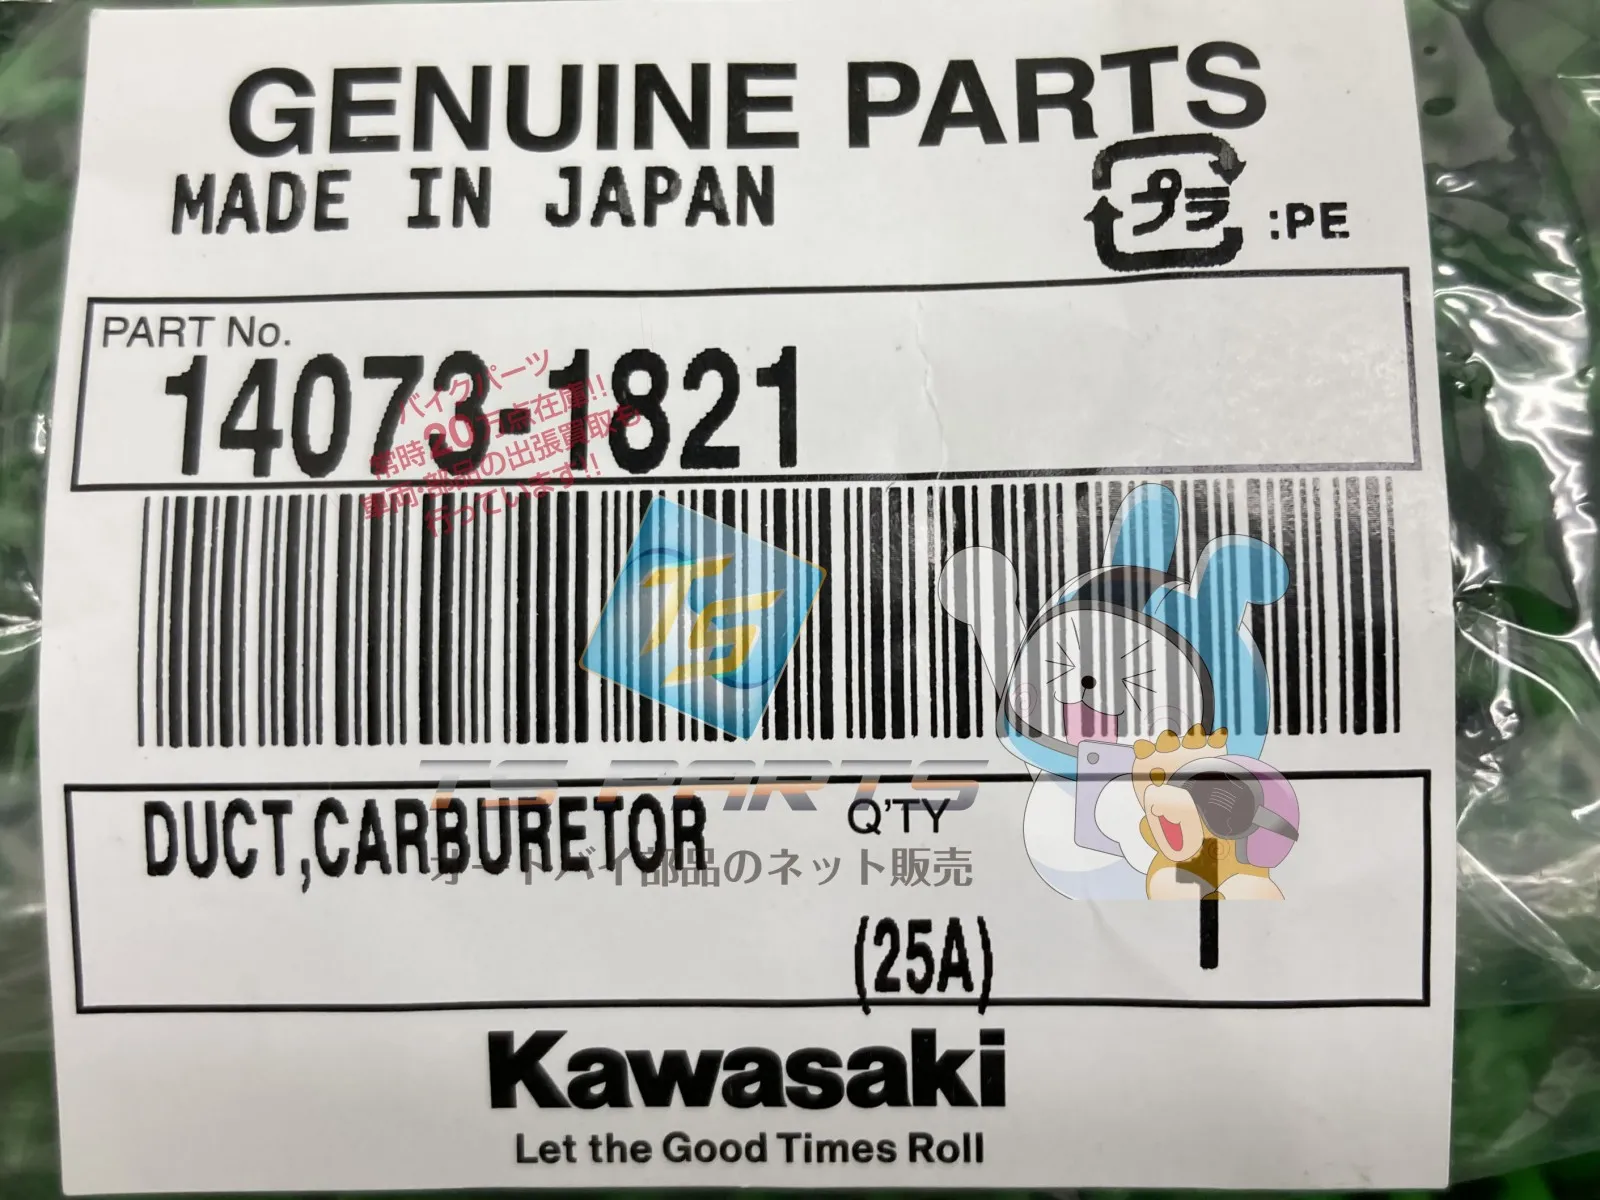 GENUINE PARTS
MADE IN JAPAN
プラ :PE
PART No.
14073-1821
バイクパーツ
常時20万点在庫!!
車両・部品の出張買取も
行っています!!
TS
TS PARTS
DUCT,CARBURETOR Q'TY 1
オートバイ部品のネット販売
(25A)
Kawasaki
Let the Good Times Roll